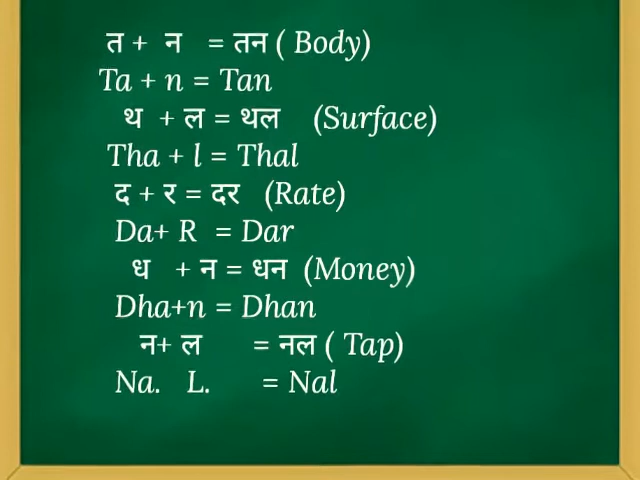 त + न = तन ( Body)
Ta + n = Tan
थ + ल = थल (Surface)
Tha + l = Thal
द + र = दर (Rate)
Da+ R = Dar
ध + न = धन (Money)
Dha+n = Dhan
न+ ल = नल ( Tap)
Na. L. = Nal